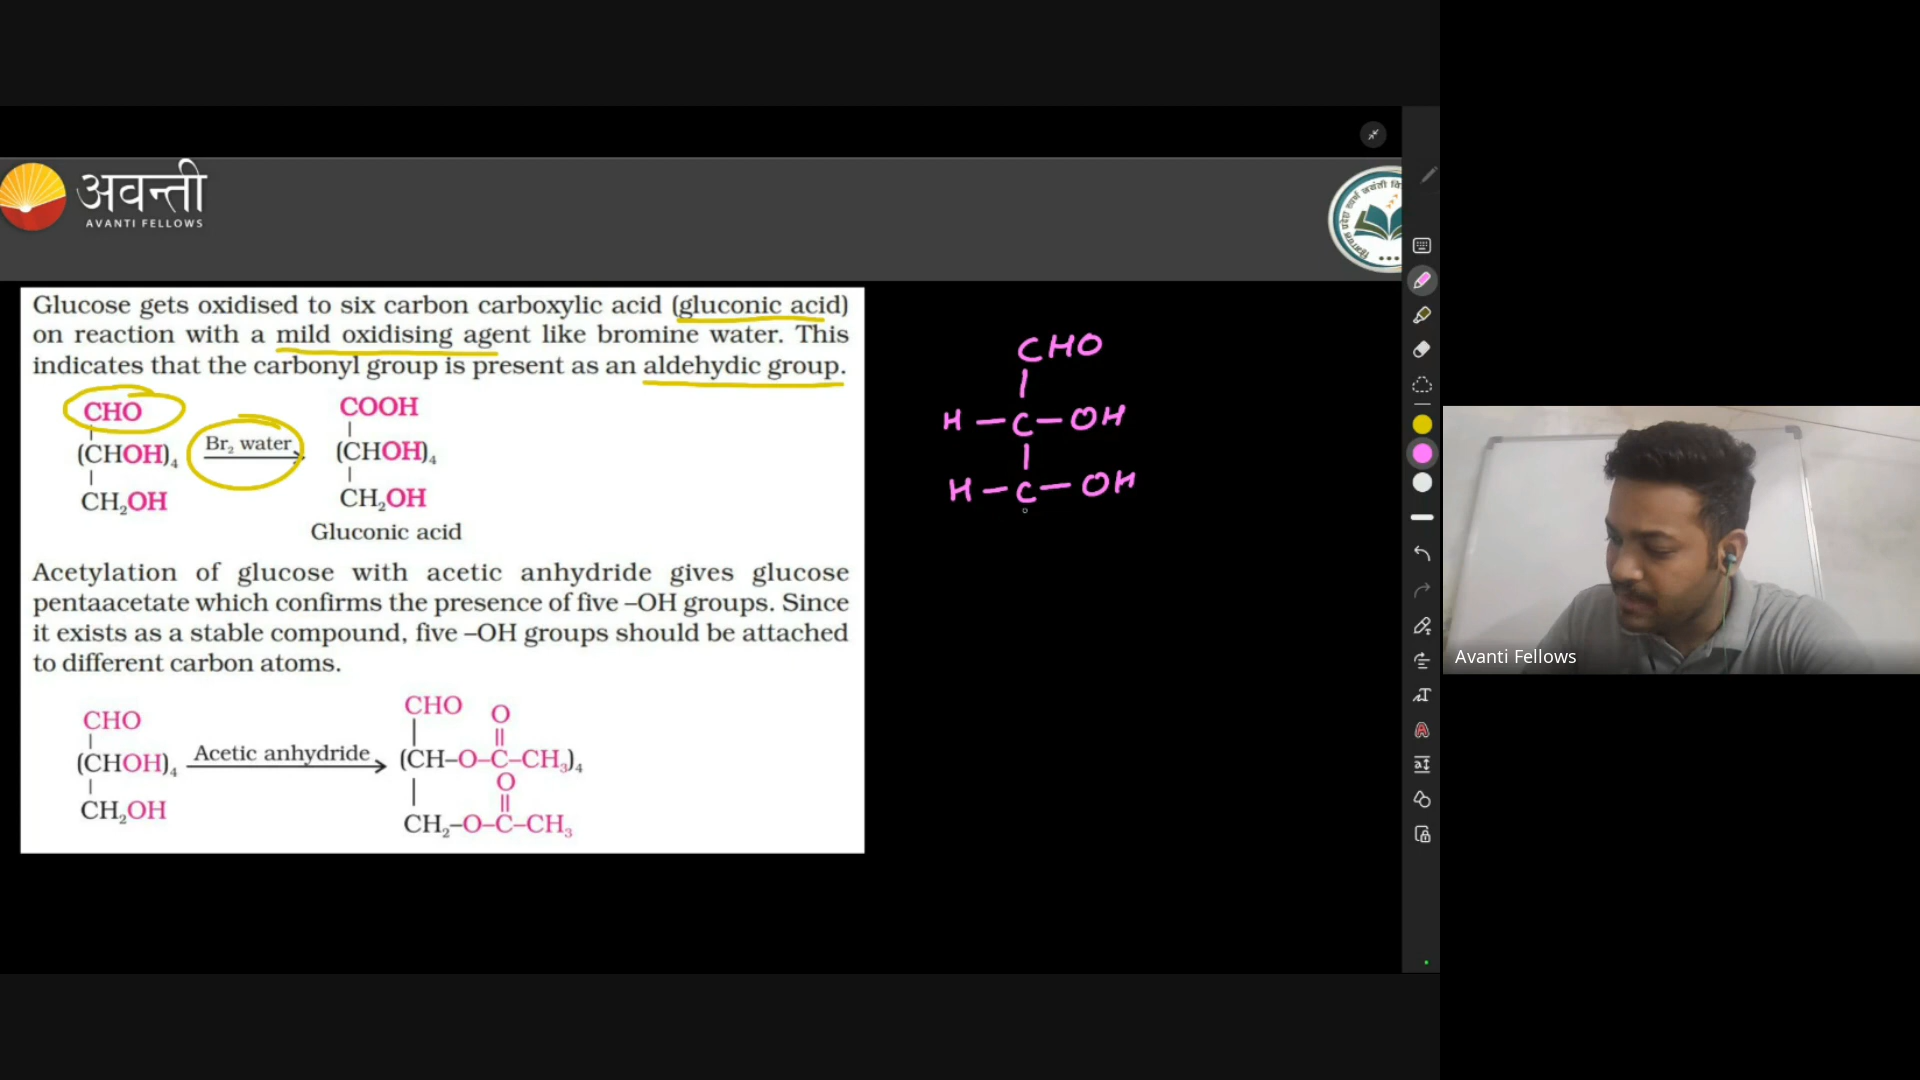 अवन्ती
AVANTI FELLOWS
Glucose gets oxidised to six carbon carboxylic acid (gluconic acid)
on reaction with a mild oxidising agent like bromine water. This
indicates that the carbonyl group is present as an aldehydic group.
CHO
(CHOH)₄
CH₂OH
Br₂ water
COOH
(CHOH)₄
CH₂OH
Gluconic acid
Acetylation of glucose with acetic anhydride gives glucose
pentaacetate which confirms the presence of five –OH groups. Since
it exists as a stable compound, five –OH groups should be attached
to different carbon atoms.
CHO
(CHOH)₄
CH₂OH
Acetic anhydride
CHO
O
(CH–O–C–CH₃)₄
O
CH₂–O–C–CH₃
CHO
H – C – OH
H – C – OH
Avanti Fellows